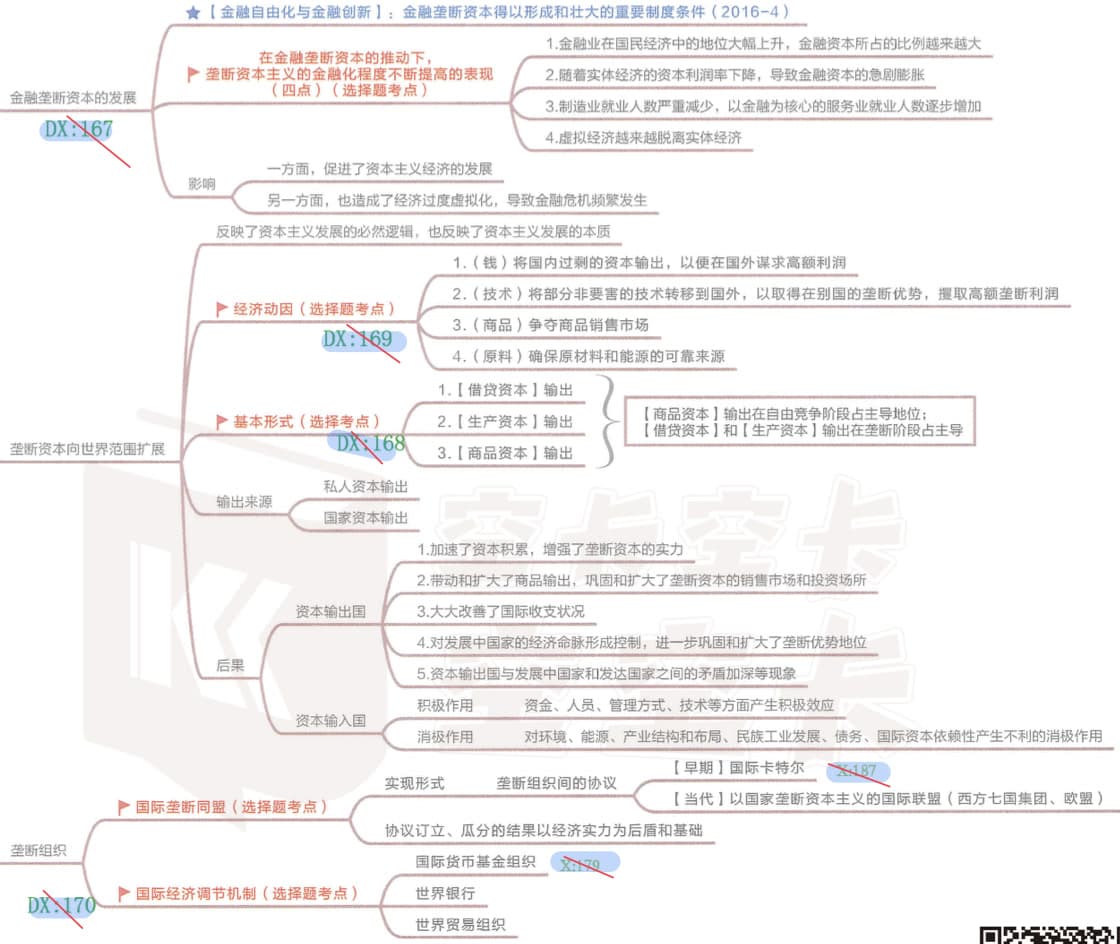 ★【金融自由化与金融创新】：金融垄断资本得以形成和壮大的重要制度条件（2016-4）
金融垄断资本的发展
DX:167
在金融垄断资本的推动下，
垄断资本主义的金融化程度不断提高的表现
（四点）（选择题考点）
1.金融业在国民经济中的地位大幅上升，金融资本所占的比例越来越大
2.随着实体经济的资本利润率下降，导致金融资本的急剧膨胀
3.制造业就业人数严重减少，以金融为核心的服务业就业人数逐步增加
4.虚拟经济越来越脱离实体经济
影响
一方面，促进了资本主义经济的发展
另一方面，也造成了经济过度虚拟化，导致金融危机频繁发生
垄断资本向世界范围扩展
反映了资本主义发展的必然逻辑，也反映了资本主义发展的本质
经济动因（选择题考点）
DX:169
1.（钱）将国内过剩的资本输出，以便在国外谋求高额利润
2.（技术）将部分非要害的技术转移到国外，以取得在别国的垄断优势，攫取高额垄断利润
3.（商品）争夺商品销售市场
4.（原料）确保原材料和能源的可靠来源
基本形式（选择考点）
DX:168
1.【借贷资本】输出
2.【生产资本】输出
3.【商品资本】输出
【商品资本】输出在自由竞争阶段占主导地位；
【借贷资本】和【生产资本】输出在垄断阶段占主导
输出来源
私人资本输出
国家资本输出
后果
资本输出国
1.加速了资本积累，增强了垄断资本的实力
2.带动和扩大了商品输出，巩固和扩大了垄断资本的销售市场和投资场所
3.大大改善了国际收支状况
4.对发展中国家的经济命脉形成控制，进一步巩固和扩大了垄断优势地位
5.资本输出国与发展中国家和发达国家之间的矛盾加深等现象
资本输入国
积极作用 资金、人员、管理方式、技术等方面产生积极效应
消极作用 对环境、能源、产业结构和布局、民族工业发展、债务、国际资本依赖性产生不利的消极作用
垄断组织
DX:170
国际垄断同盟（选择题考点）
实现形式 垄断组织间的协议
【早期】国际卡特尔
X:187
【当代】以国家垄断资本主义的国际联盟（西方七国集团、欧盟）
协议订立、瓜分的结果以经济实力为后盾和基础
国际经济调节机制（选择题考点）
国际货币基金组织
X:179
世界银行
世界贸易组织